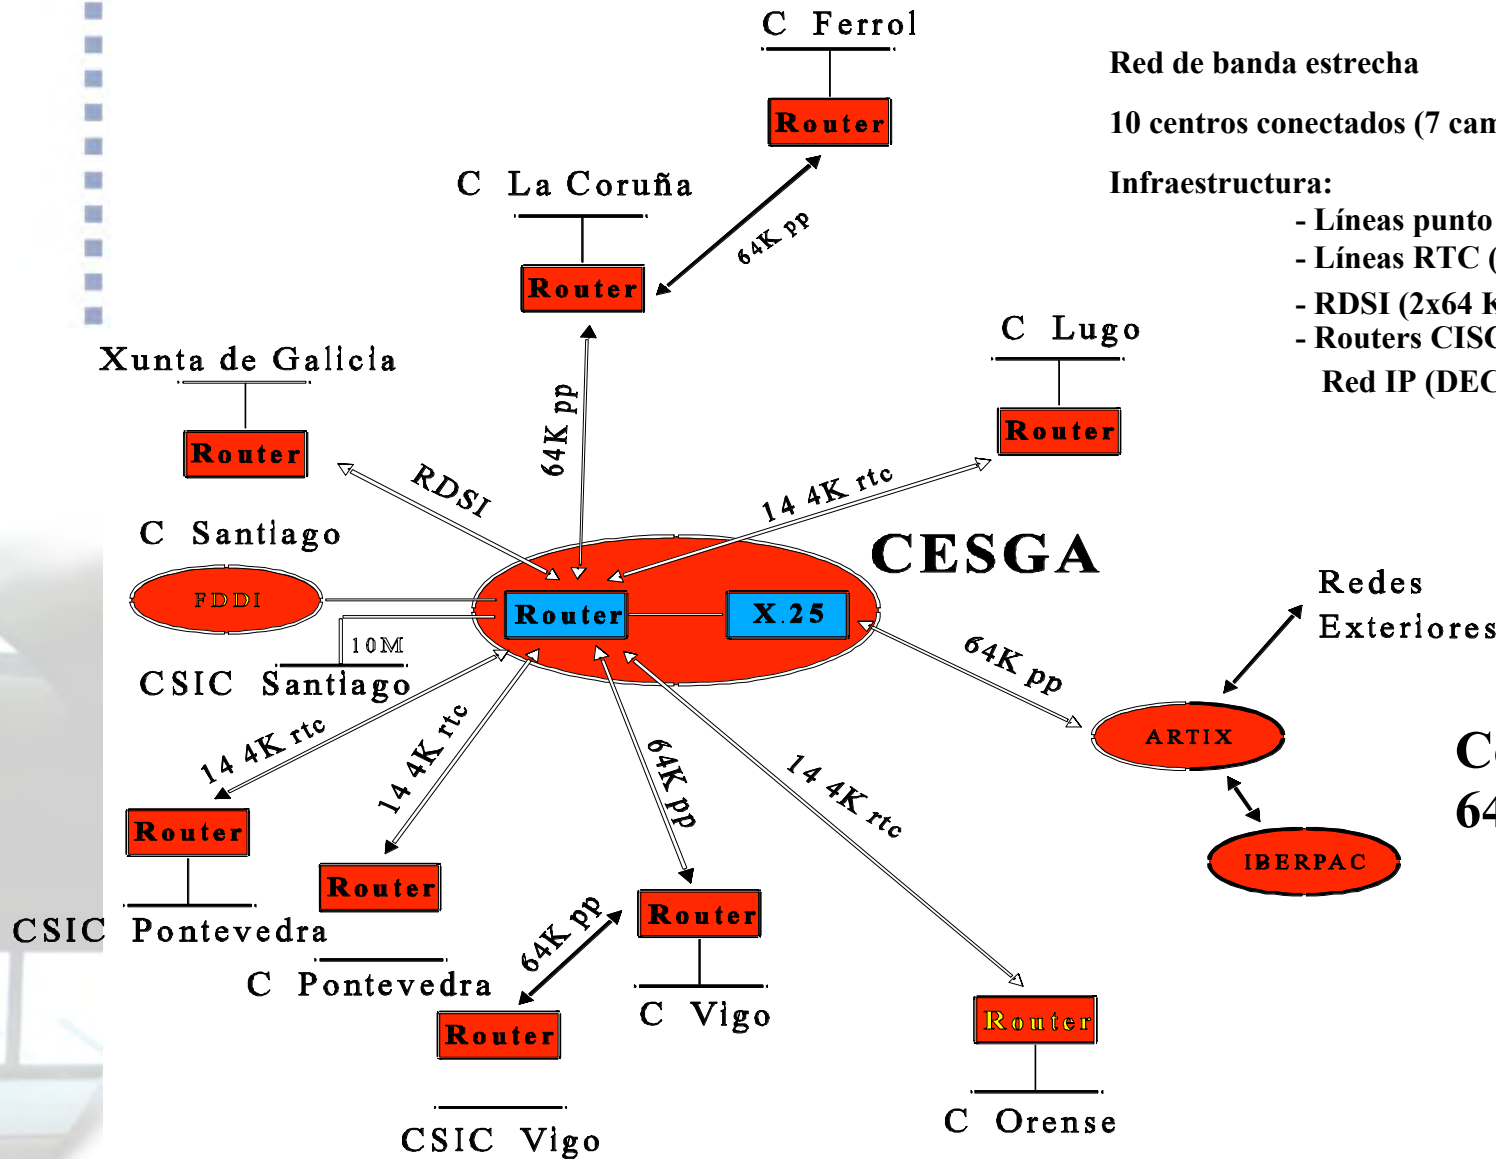 C Ferrol
Router
Red de banda estrecha
10 centros conectados (7
Infraestructura:
- Líneas punto
- Líneas RTC (
- RDSI (2x64
- Routers
Red IP
C La Coruña
Router
64K pp
Xunta de Galicia
Router
RDSI
64K pp
C Lugo
Router
14 4K rtc
CESGA
C Santiago
FDDI
Router
X.25
10M
CSIC Santiago
64K pp
Redes
Exteriores
ARTIX
IBERPAC
64
14 4K rtc
Router
CSIC Pontevedra
14 4K rtc
Router
C Pontevedra
64K pp
Router
C Vigo
64K pp
Router
CSIC Vigo
14 4K rtc
Router
C Orense